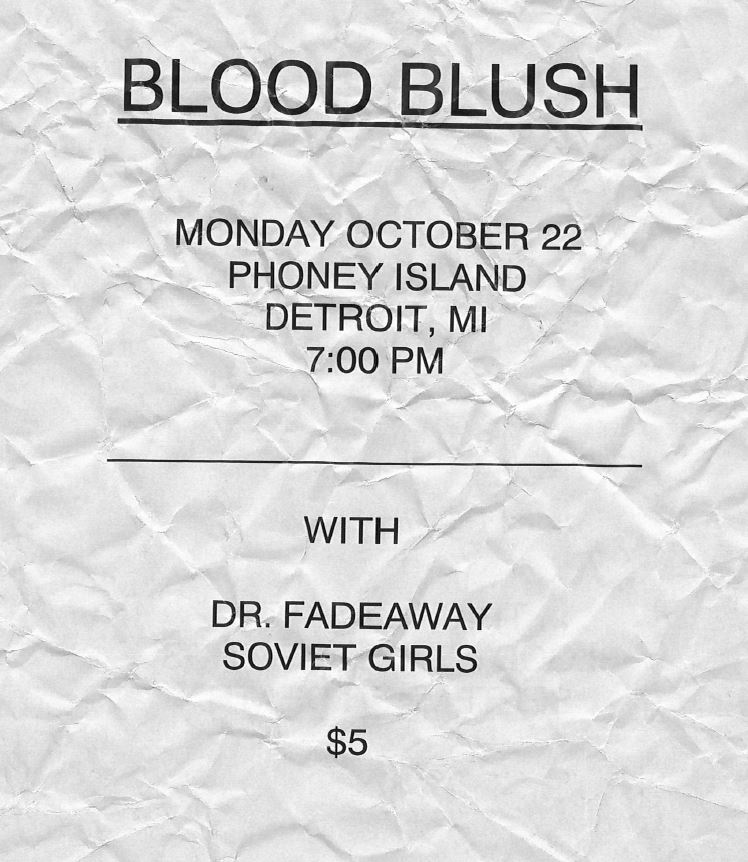 BLOOD BLUSH
MONDAY OCTOBER 22
PHONEY ISLAND
DETROIT, MI
7:00 PM
WITH
DR. FADEAWAY
SOVIET GIRLS
$5